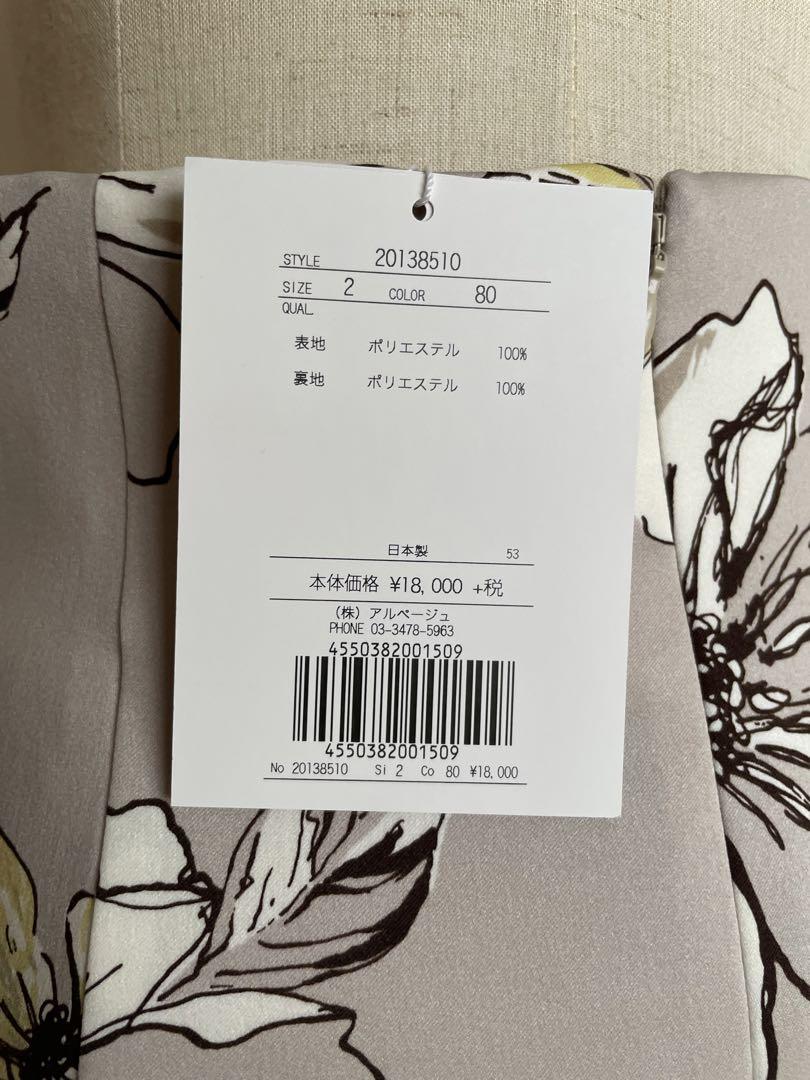 STYLE 20138510
SIZE 2 COLOR 80
QUAL.
表地 ポリエステル 100%
裏地 ポリエステル 100%
日本製 53
本体価格 ¥18,000 +税
(株) アルページュ
PHONE 03-3478-5963
4550382001509
4550382001509
No 20138510 Si 2 Co 80 ¥18,000